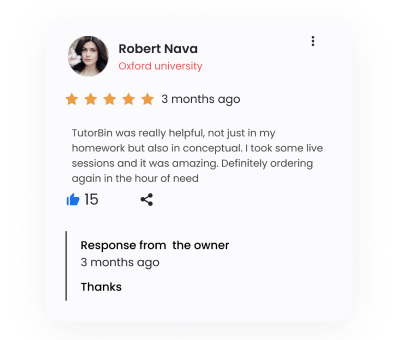 Robert Nava
Oxford university
3 months ago
TutorBin was really helpful, not just in my
homework but also in conceptual. I took some live
sessions and it was amazing. Definitely ordering
again in the hour of need
15
Response from the owner
3 months ago
Thanks